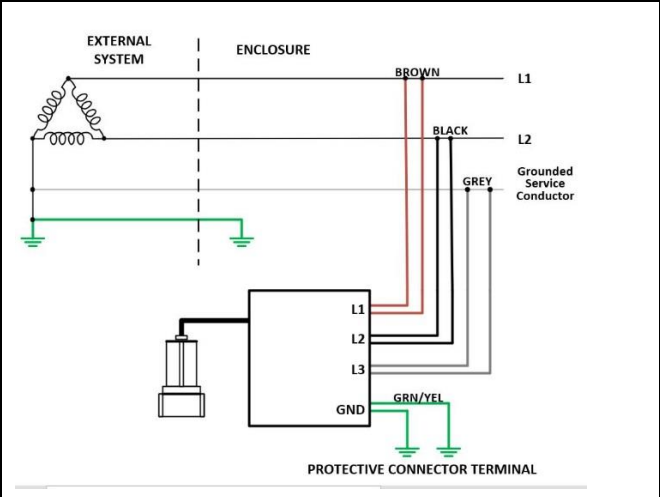 EXTERNAL
SYSTEM
ENCLOSURE
BROWN
L1
BLACK
L2
Grounded
Service
Conductor
GREY
L1
L2
L3
GRN/YEL
GND
PROTECTIVE CONNECTOR TERMINAL